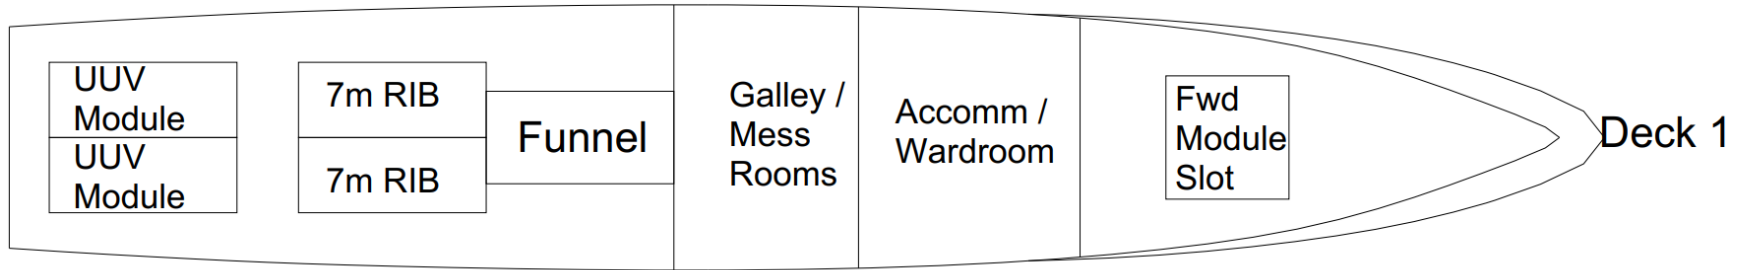 UUV
Module
UUV
Module
7m RIB
7m RIB
Funnel
Galley /
Mess
Rooms
Accomm /
Wardroom
Fwd
Module
Slot
Deck 1